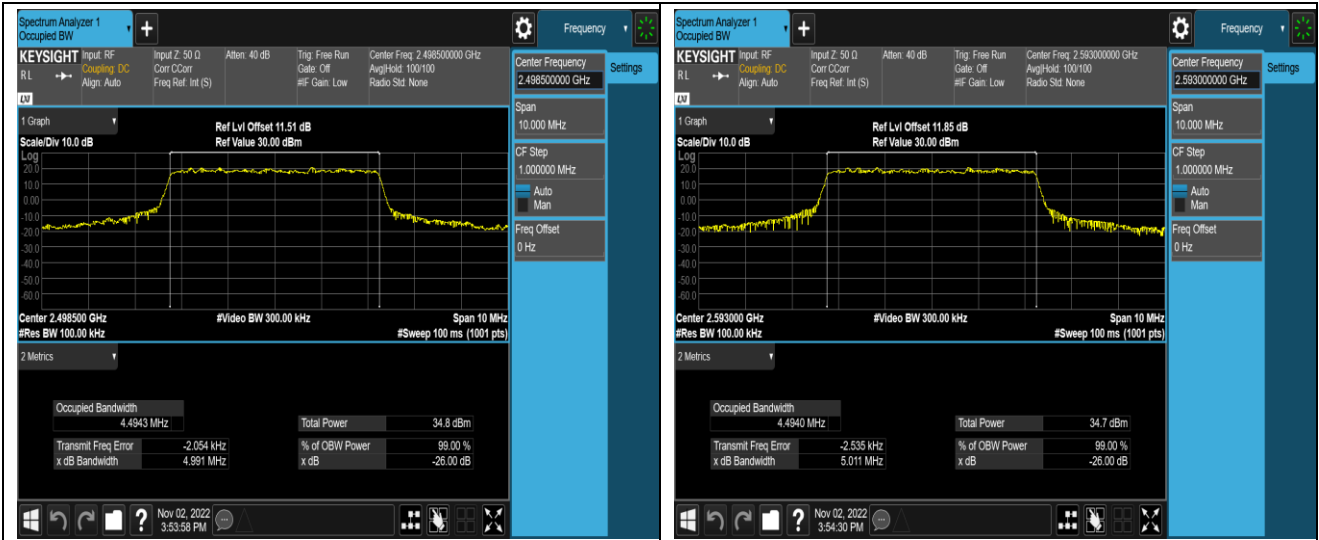 Spectrum Analyzer 1
Occupied BW
+
Frequency
KEYSIGHT
Input: RF
Coupling: DC
Align: Auto
Input Z: 50 Ω
Corr CCorr
Freq Ref: Int (S)
Atten: 40 dB
Trig: Free Run
Gate: Off
#IF Gain: Low
Center Freq: 2.498500000 GHz
Avg|Hold: 100/100
Radio Std: None
RL
LXI
Center Frequency
2.498500000 GHz
Settings
Span
10.000 MHz
CF Step
1.000000 MHz
Auto
Man
Freq Offset
0 Hz
1 Graph
Scale/Div 10.0 dB
Ref Lvl Offset 11.51 dB
Ref Value 30.00 dBm
Log
20.0
10.0
0.00
-10.0
-20.0
-30.0
-40.0
-50.0
-60.0
Center 2.498500 GHz
#Video BW 300.00 kHz
Span 10 MHz
#Res BW 100.00 kHz
#Sweep 100 ms (1001 pts)
2 Metrics
Occupied Bandwidth
4.4943 MHz
Total Power 34.8 dBm
Transmit Freq Error -2.054 kHz
% of OBW Power 99.00 %
x dB Bandwidth 4.991 MHz
x dB -26.00 dB
?
Nov 02, 2022
3:53:58 PM
Spectrum Analyzer 1
Occupied BW
+
Frequency
KEYSIGHT
Input: RF
Coupling: DC
Align: Auto
Input Z: 50 Ω
Corr CCorr
Freq Ref: Int (S)
Atten: 40 dB
Trig: Free Run
Gate: Off
#IF Gain: Low
Center Freq: 2.593000000 GHz
Avg|Hold: 100/100
Radio Std: None
RL
LXI
Center Frequency
2.593000000 GHz
Settings
Span
10.000 MHz
CF Step
1.000000 MHz
Auto
Man
Freq Offset
0 Hz
1 Graph
Scale/Div 10.0 dB
Ref Lvl Offset 11.85 dB
Ref Value 30.00 dBm
Log
20.0
10.0
0.00
-10.0
-20.0
-30.0
-40.0
-50.0
-60.0
Center 2.593000 GHz
#Video BW 300.00 kHz
Span 10 MHz
#Res BW 100.00 kHz
#Sweep 100 ms (1001 pts)
2 Metrics
Occupied Bandwidth
4.4940 MHz
Total Power 34.7 dBm
Transmit Freq Error -2.535 kHz
% of OBW Power 99.00 %
x dB Bandwidth 5.011 MHz
x dB -26.00 dB
?
Nov 02, 2022
3:54:30 PM